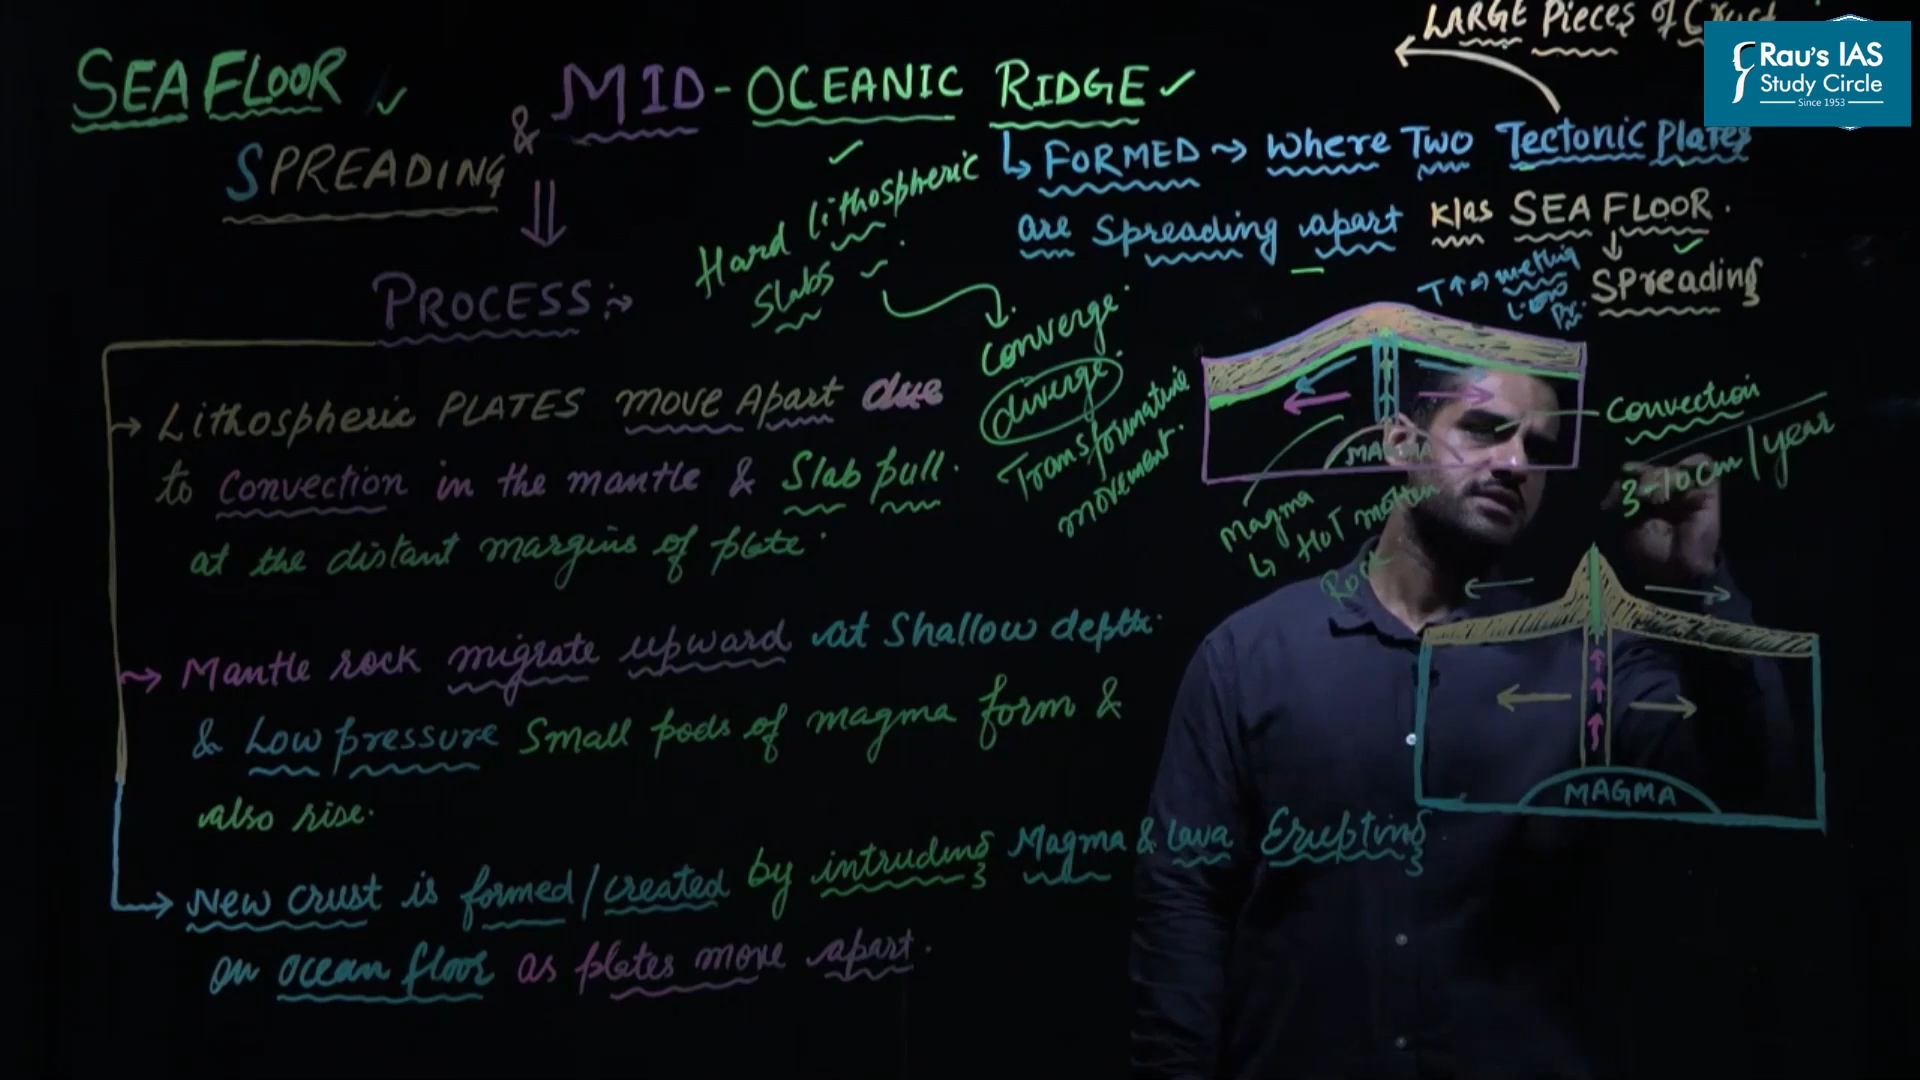 LARGE Pieces of Crust
Rau's IAS
Study Circle
Since 1953
SEA FLOOR
SPREADING
& MID-OCEANIC RIDGE
FORMED → Where Two Tectonic Plates
are Spreading apart k/as SEA FLOOR.
Spreading
Hard lithospheric
Slabs
Converge.
diverge.
Transformative
movement.
PROCESS:→
→ Lithospheric PLATES move Apart due
to Convection in the mantle & Slab pull.
at the distant margins of plate.
→ Mantle rock migrate upward at Shallow depth.
& Low pressure Small pods of magma form &
also rise.
→ New crust is formed/created by intruding Magma & lava Erupting
on ocean floor as plates move apart.
T↑ ⇒ melting
MAGMA
Convection
3-10 cm/year
Magma
↳ HOT molten
Rock
MAGMA